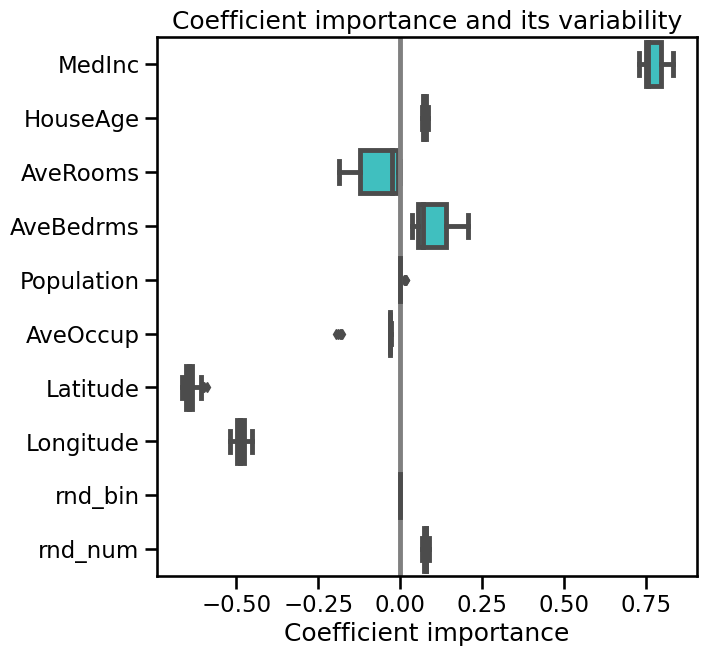 Coefficient importance and its variability
MedInc
HouseAge
AveRooms
AveBedrms
Population
AveOccup
Latitude
Longitude
rnd_bin
rnd_num
−0.50 −0.25 0.00 0.25 0.50 0.75
Coefficient importance